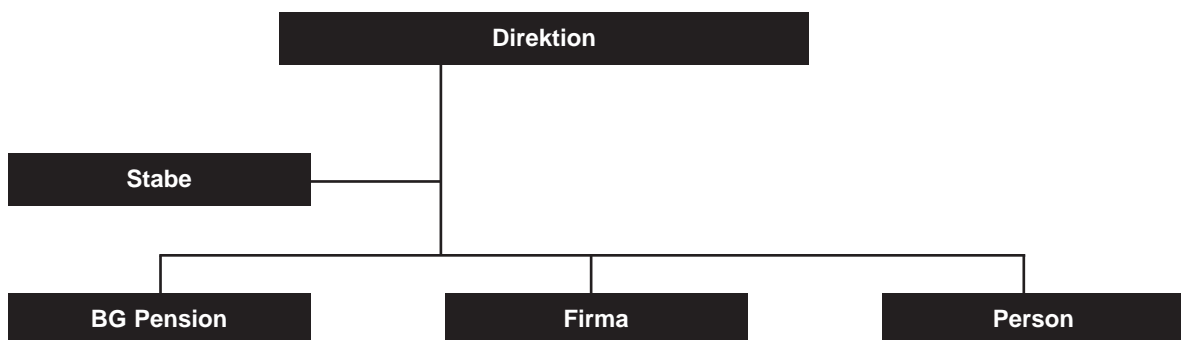 Direktion
Stabe
BG Pension
Firma
Person